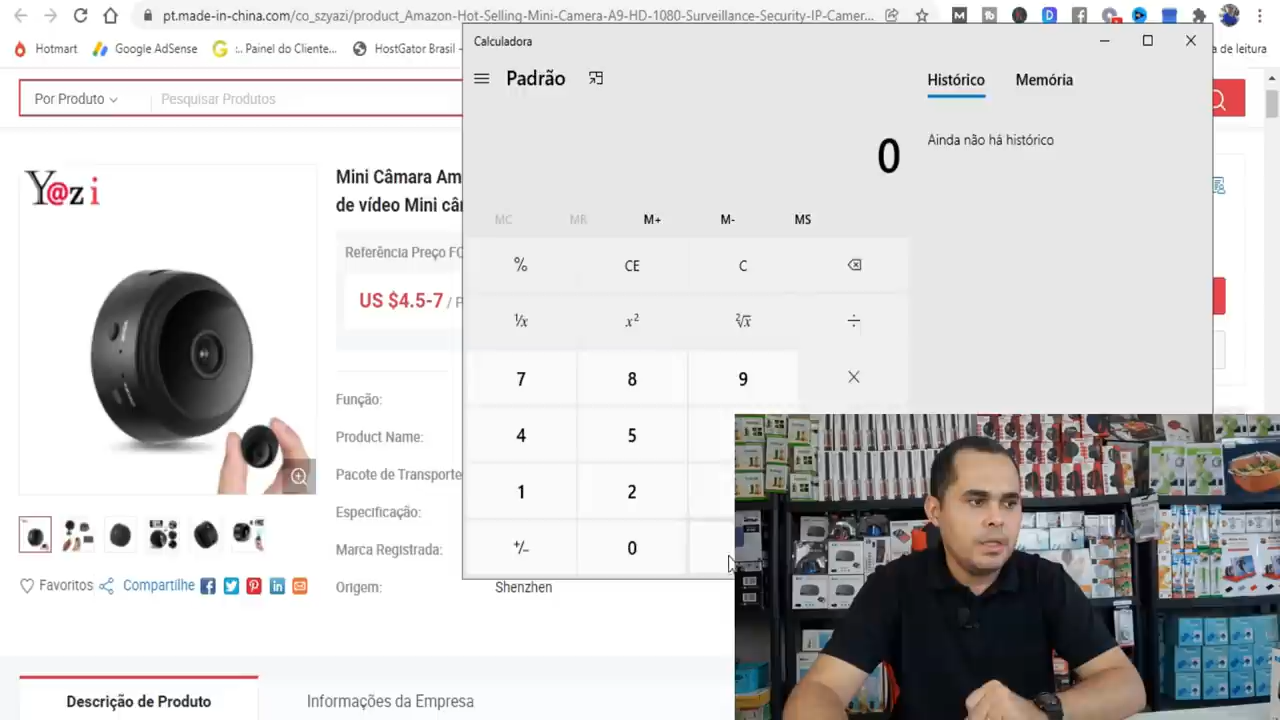 pt.made-in-china.com/co_szyazi/product_Amazon-Hot-Selling-Mini-Camera-A9-HD-1080-Surveillance-Security-IP-Camer...
Hotmart
Google AdSense
:. Painel do Cliente...
HostGator Brasil
a de leitura
Calculadora
Padrão
Histórico
Memória
Ainda não há histórico
0
MC MR M+ M- MS
% CE C
¹/x x² ²√x ÷
7 8 9 ×
4 5
1 2
+/- 0
Por Produto
Pesquisar Produtos
Y@zi
Mini Câmara Am
de vídeo Mini câ
Referência Preço FO
US $4.5-7 / P
Função:
Product Name:
Pacote de Transporte
Especificação:
Marca Registrada:
Origem:
Shenzhen
Favoritos
Compartilhe
Descrição de Produto
Informações da Empresa